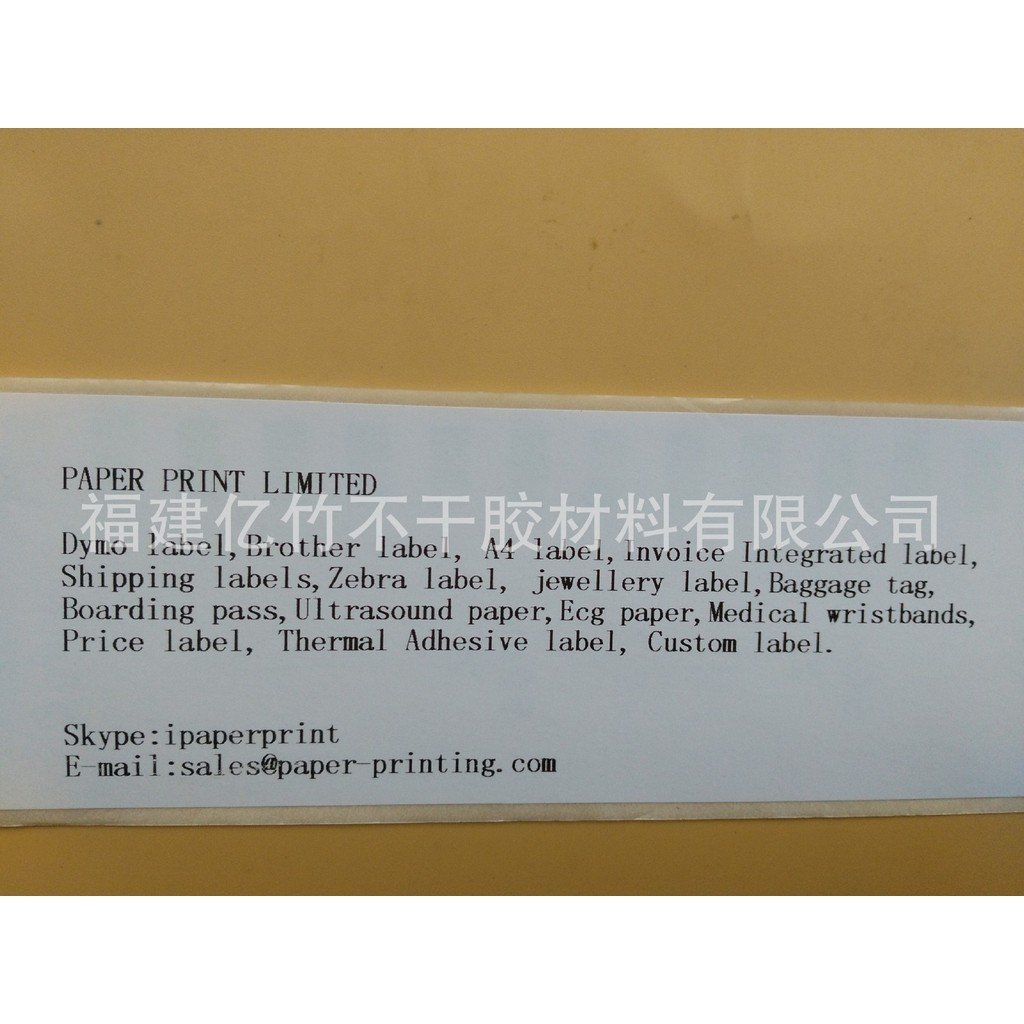 PAPER PRINT LIMITED
福建亿竹不干胶材料有限公司
Dymo label,Brother label, A4 label,Invoice Integrated label,
Shipping labels,Zebra label, jewellery label,Baggage tag,
Boarding pass,Ultrasound paper,Ecg paper,Medical wristbands,
Price label, Thermal Adhesive label, Custom label.
Skype:ipaperprint
E-mail:sales@paper-printing.com